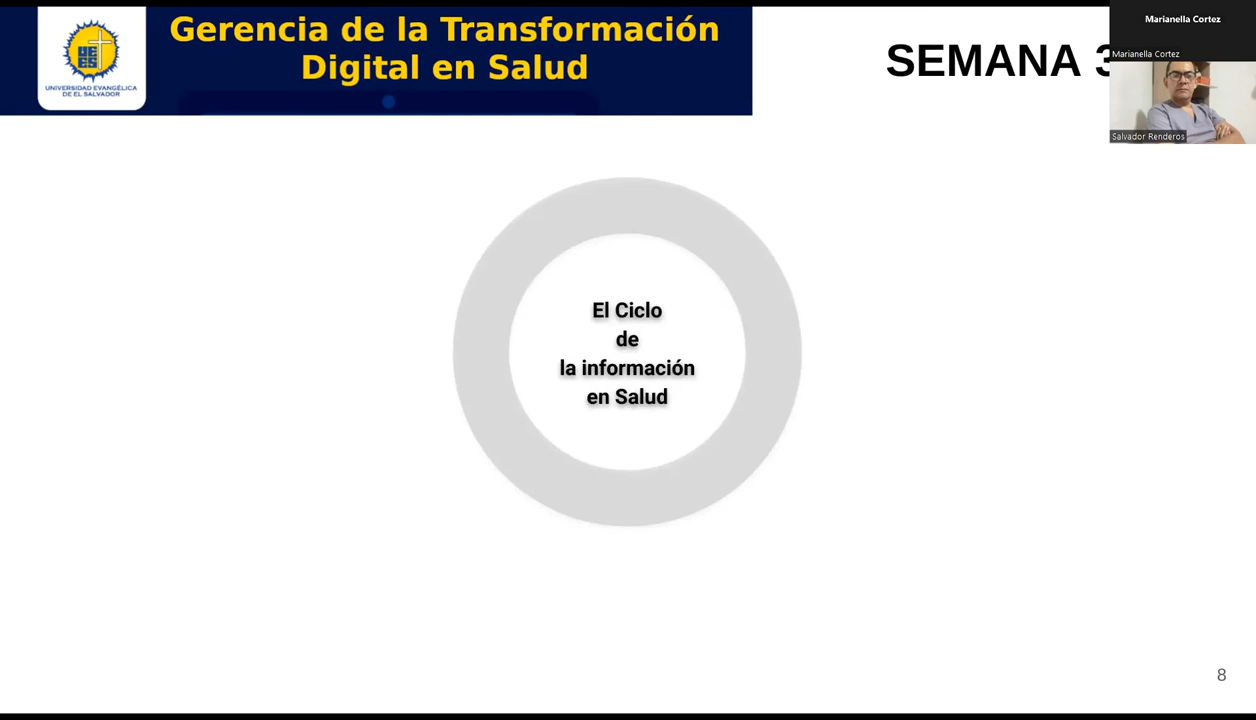 Gerencia de la Transformación
Digital en Salud
UEES
UNIVERSIDAD EVANGÉLICA
DE EL SALVADOR
SEMANA 3
Marianella Cortez
Marianella Cortez
Salvador Renderos
El Ciclo
de
la información
en Salud
8